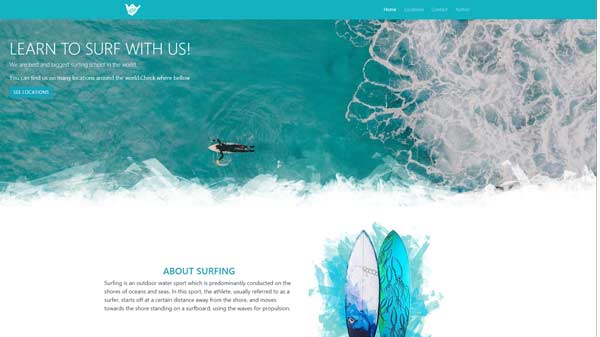 Home Locations Contact Author
LEARN TO SURF WITH US!
We are best and biggest surfing school in the world.
You can find us on many locations around the world.Check where bellow
SEE LOCATIONS
ABOUT SURFING
Surfing is an outdoor water sport which is predominantly conducted on the
shores of oceans and seas. In this sport, the athlete, usually referred to as a
surfer, starts off at a certain distance away from the shore, and moves
towards the shore standing on a surfboard, using the waves for propulsion.